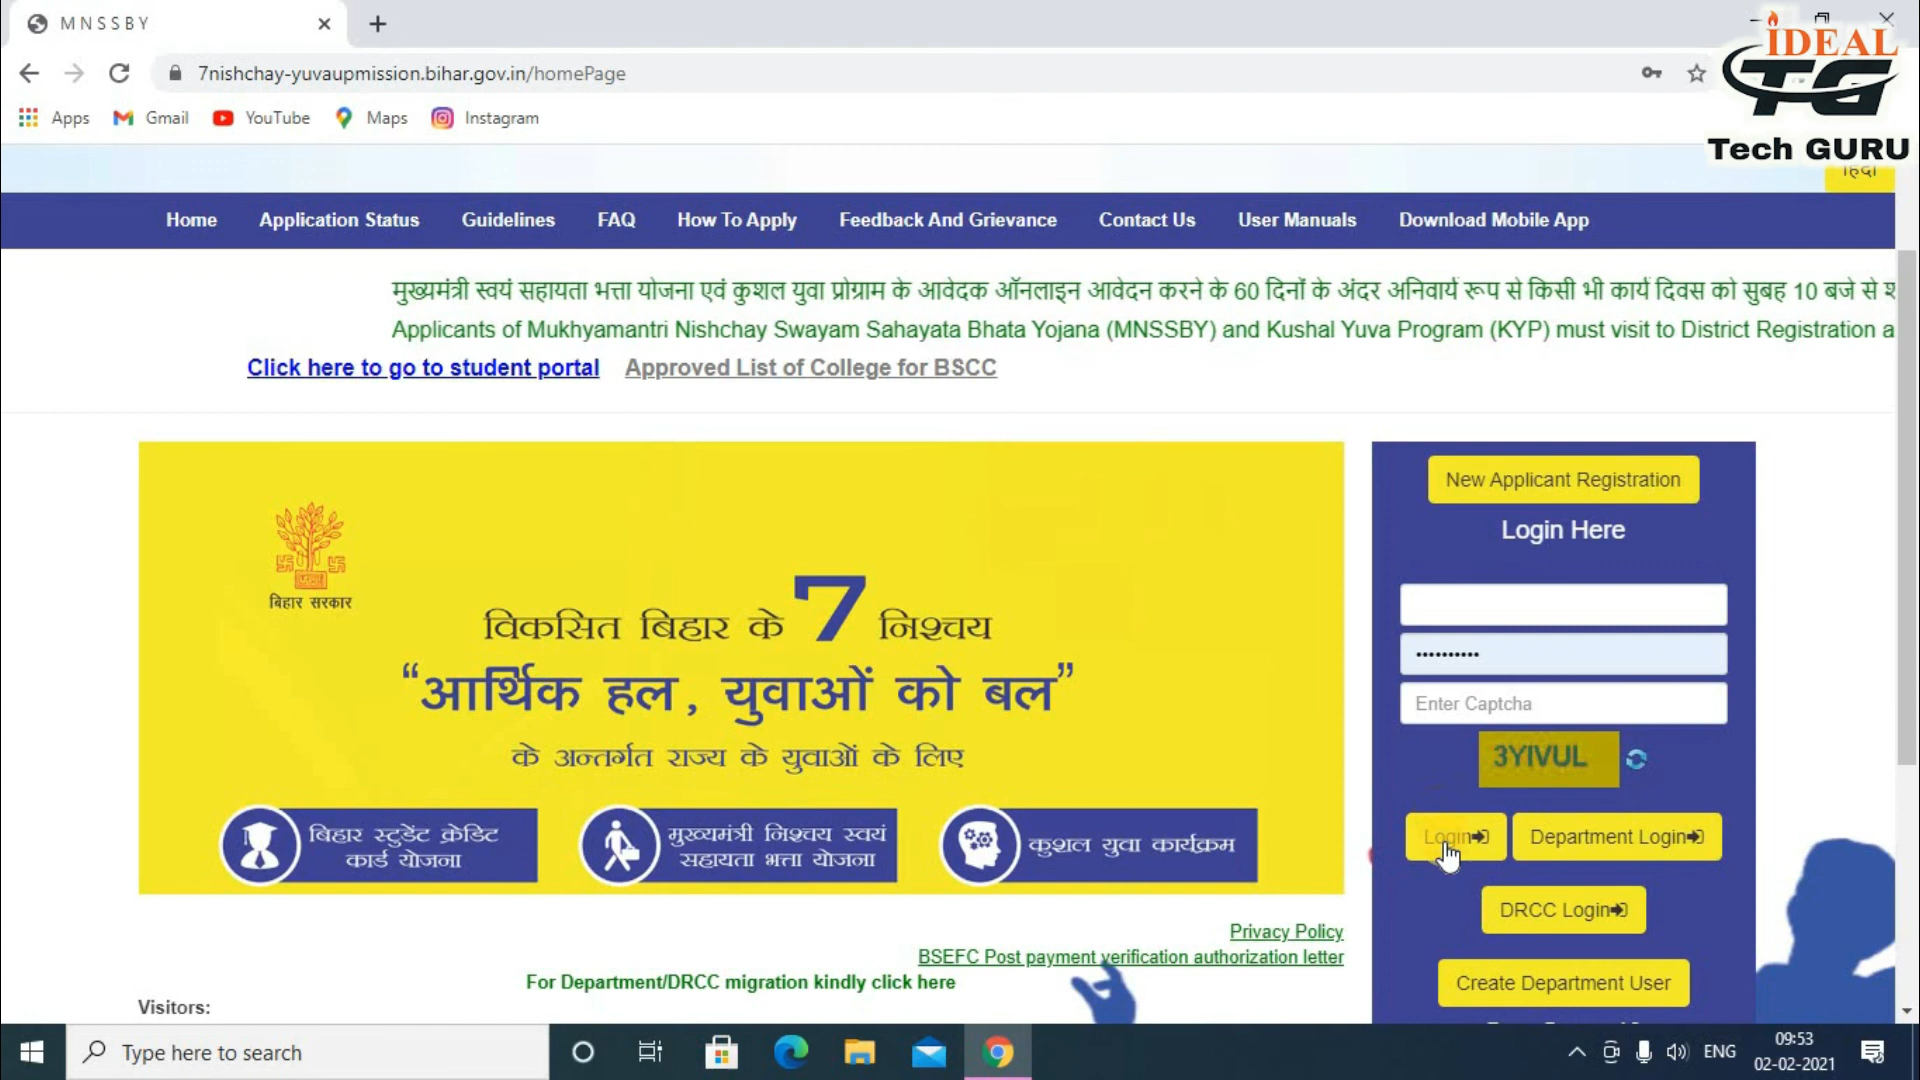 MNSSBY
IDEAL
TG
Tech GURU
7nishchay-yuvaupmission.bihar.gov.in/homePage
Apps Gmail YouTube Maps Instagram
हिंदी
Home Application Status Guidelines FAQ How To Apply Feedback And Grievance Contact Us User Manuals Download Mobile App
मुख्यमंत्री स्वयं सहायता भत्ता योजना एवं कुशल युवा प्रोग्राम के आवेदक ऑनलाइन आवेदन करने के 60 दिनों के अंदर अनिवार्य रूप से किसी भी कार्य दिवस को सुबह 10 बजे से
Applicants of Mukhyamantri Nishchay Swayam Sahayata Bhata Yojana (MNSSBY) and Kushal Yuva Program (KYP) must visit to District Registration a
Click here to go to student portal Approved List of College for BSCC
बिहार सरकार
विकसित बिहार के 7 निश्चय
“आर्थिक हल, युवाओं को बल”
के अन्तर्गत राज्य के युवाओं के लिए
बिहार स्टुडेंट क्रेडिट
कार्ड योजना
मुख्यमंत्री निश्चय स्वयं
सहायता भत्ता योजना
कुशल युवा कार्यक्रम
New Applicant Registration
Login Here
Enter Captcha
3YIVUL
Login Department Login
DRCC Login
Create Department User
Privacy Policy
BSEFC Post payment verification authorization letter
For Department/DRCC migration kindly click here
Visitors:
Type here to search
ENG
09:53
02-02-2021